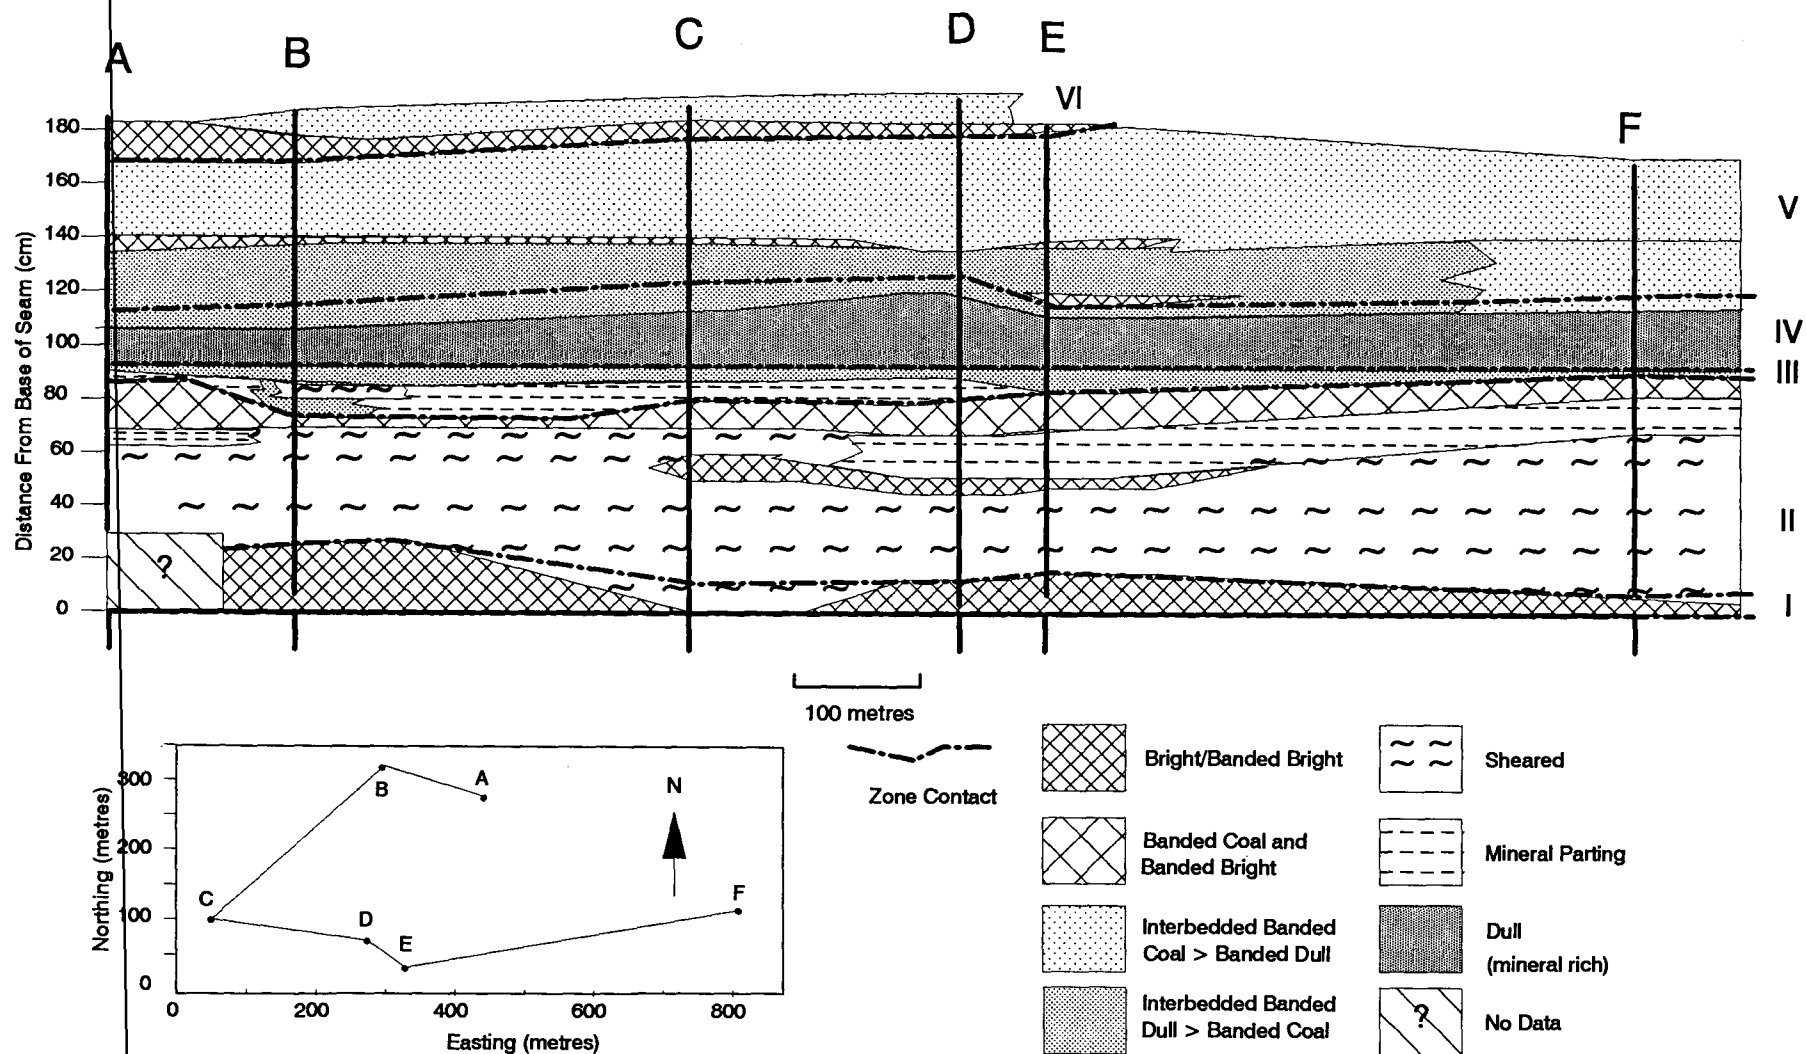 A B C D E F
VI
V
IV
III
II
I
Distance From Base of Seam (cm)
180
160
140
120
100
80
60
40
20
0
?
100 metres
Zone Contact
Northing (metres)
300
200
100
0
0 200 400 600 800
Easting (metres)
A
B
C
D
E
F
N
Bright/Banded Bright
Banded Coal and
Banded Bright
Interbedded Banded
Coal > Banded Dull
Interbedded Banded
Dull > Banded Coal
Sheared
Mineral Parting
Dull
(mineral rich)
?
No Data